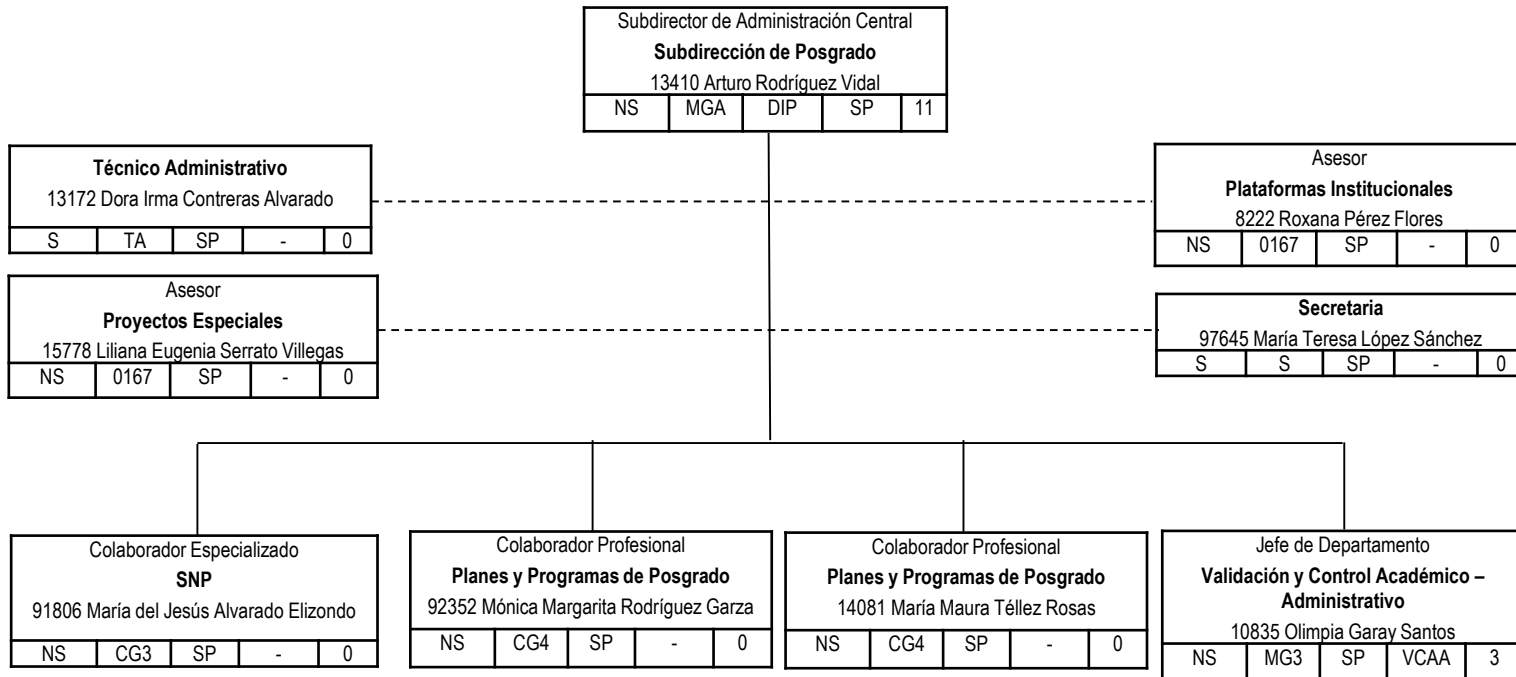 Subdirector de Administración Central
Subdirección de Posgrado
13410 Arturo Rodríguez Vidal
NS MGA DIP SP 11
Técnico Administrativo
13172 Dora Irma Contreras Alvarado
S TA SP - 0
Asesor
Plataformas Institucionales
8222 Roxana Pérez Flores
NS 0167 SP - 0
Asesor
Proyectos Especiales
15778 Liliana Eugenia Serrato Villegas
NS 0167 SP - 0
Secretaria
97645 María Teresa López Sánchez
S S SP - 0
Colaborador Especializado
SNP
91806 María del Jesús Alvarado Elizondo
NS CG3 SP - 0
Colaborador Profesional
Planes y Programas de Posgrado
92352 Mónica Margarita Rodríguez Garza
NS CG4 SP - 0
Colaborador Profesional
Planes y Programas de Posgrado
14081 María Maura Téllez Rosas
NS CG4 SP - 0
Jefe de Departamento
Validación y Control Académico –
Administrativo
10835 Olimpia Garay Santos
NS MG3 SP VCAA 3